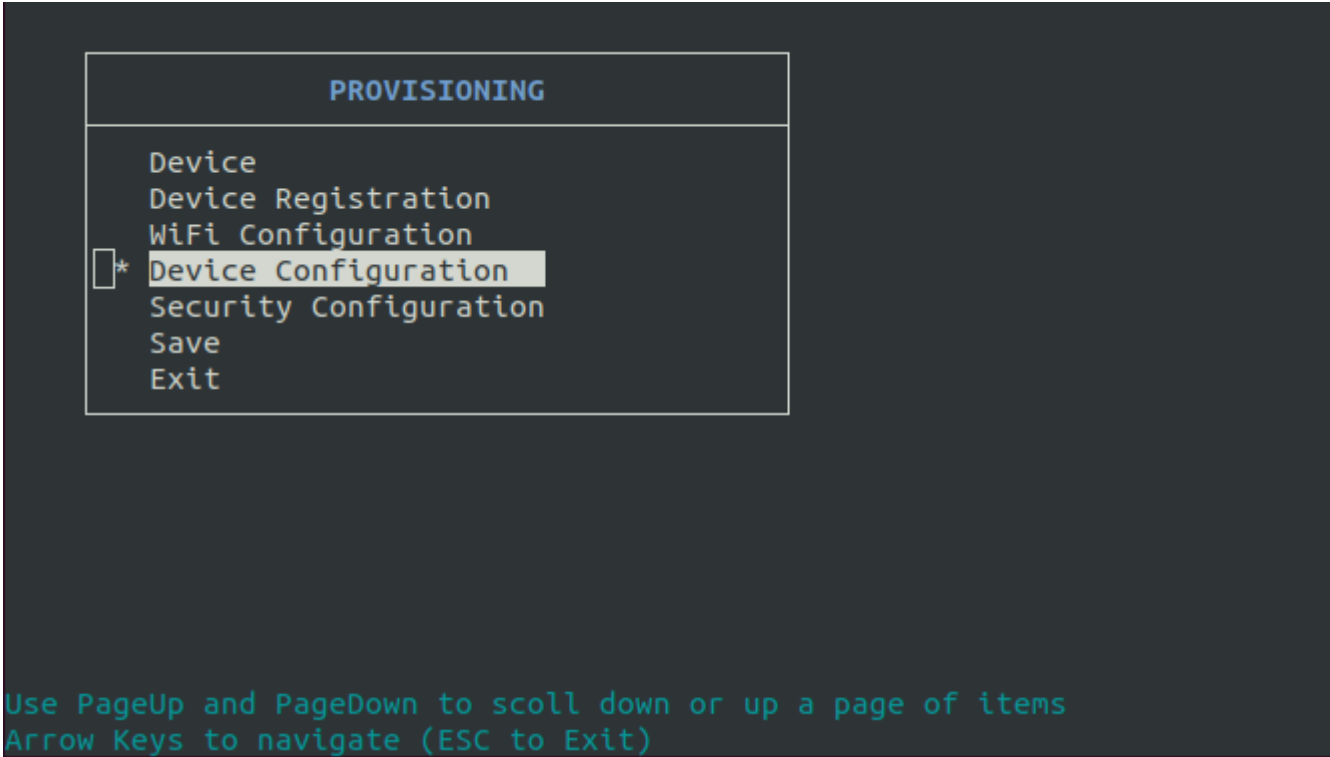 PROVISIONING
Device
Device Registration
WiFi Configuration
* Device Configuration
Security Configuration
Save
Exit
Use PageUp and PageDown to scoll down or up a page of items
Arrow Keys to navigate (ESC to Exit)